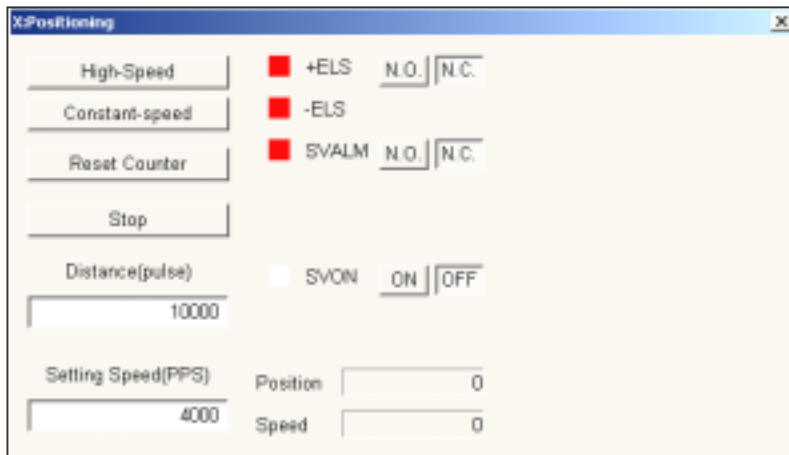 X:Positioning
High-Speed
+ELS N.O. N.C.
Constant-speed
-ELS
Reset Counter
SVALM N.O. N.C.
Stop
Distance(pulse)
SVON ON OFF
10000
Setting Speed(PPS)
Position 0
4000
Speed 0